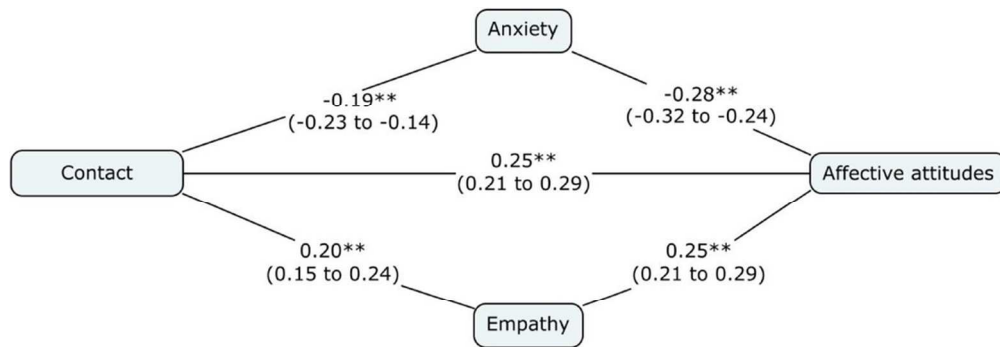 Anxiety
-0.19**
(-0.23 to -0.14)
-0.28**
(-0.32 to -0.24)
Contact
0.25**
(0.21 to 0.29)
Affective attitudes
0.20**
(0.15 to 0.24)
0.25**
(0.21 to 0.29)
Empathy